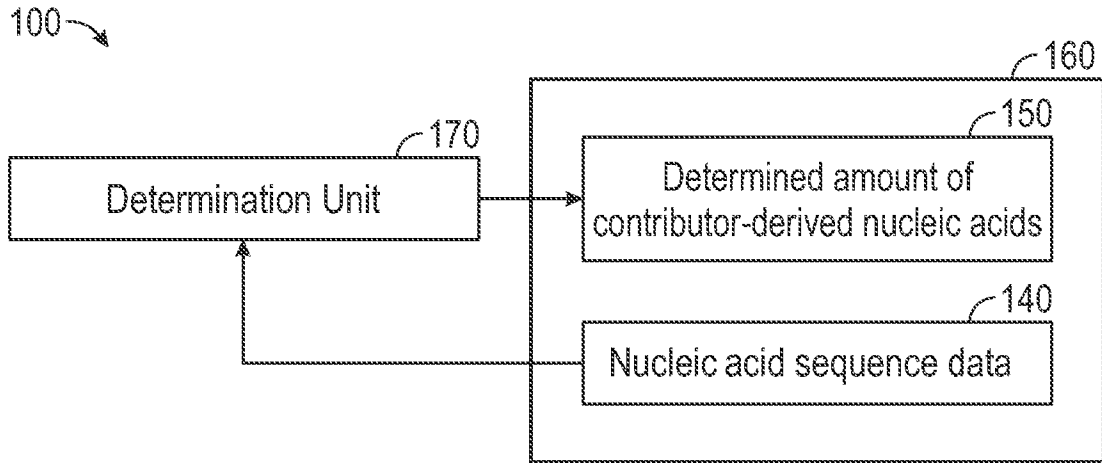 100
160
150
170
Determination Unit
Determined amount of
contributor-derived nucleic acids
140
Nucleic acid sequence data